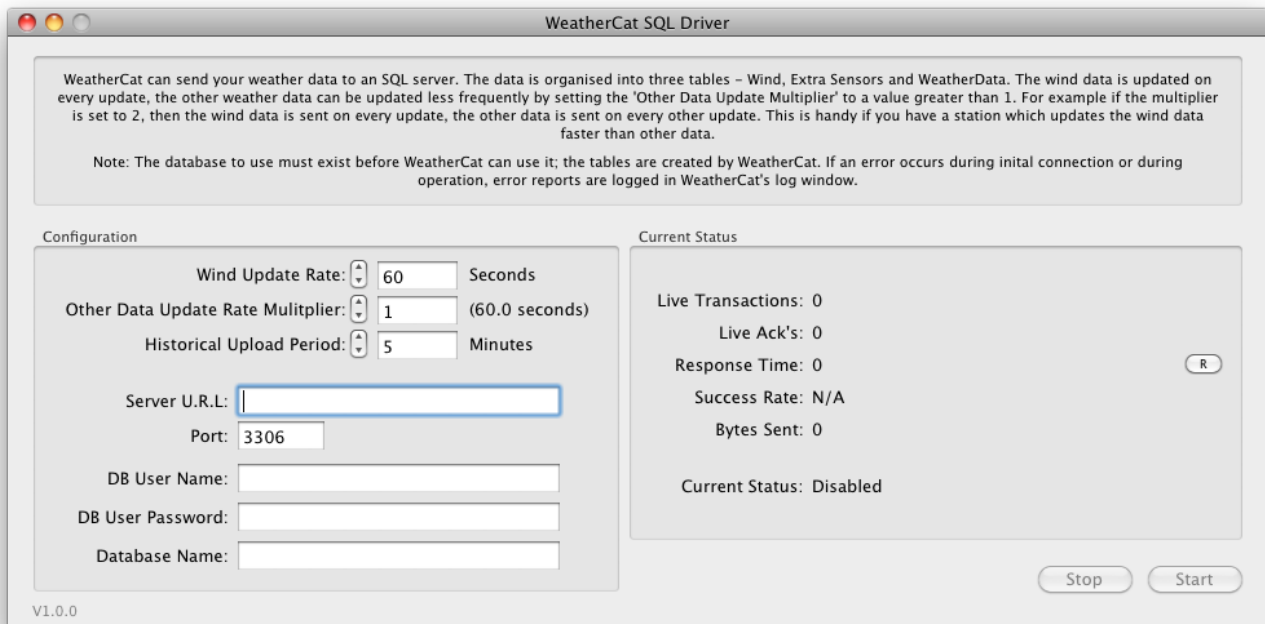 WeatherCat SQL Driver
WeatherCat can send your weather data to an SQL server. The data is organised into three tables – Wind, Extra Sensors and WeatherData. The wind data is updated on
every update, the other weather data can be updated less frequently by setting the 'Other Data Update Multiplier' to a value greater than 1. For example if the multiplier
is set to 2, then the wind data is sent on every update, the other data is sent on every other update. This is handy if you have a station which updates the wind data
faster than other data.
Note: The database to use must exist before WeatherCat can use it; the tables are created by WeatherCat. If an error occurs during inital connection or during
operation, error reports are logged in WeatherCat's log window.
Configuration
Wind Update Rate: 60 Seconds
Other Data Update Rate Mulitplier: 1 (60.0 seconds)
Historical Upload Period: 5 Minutes
Server U.R.L:
Port: 3306
DB User Name:
DB User Password:
Database Name:
Current Status
Live Transactions: 0
Live Ack's: 0
Response Time: 0
R
Success Rate: N/A
Bytes Sent: 0
Current Status: Disabled
Stop Start
V1.0.0